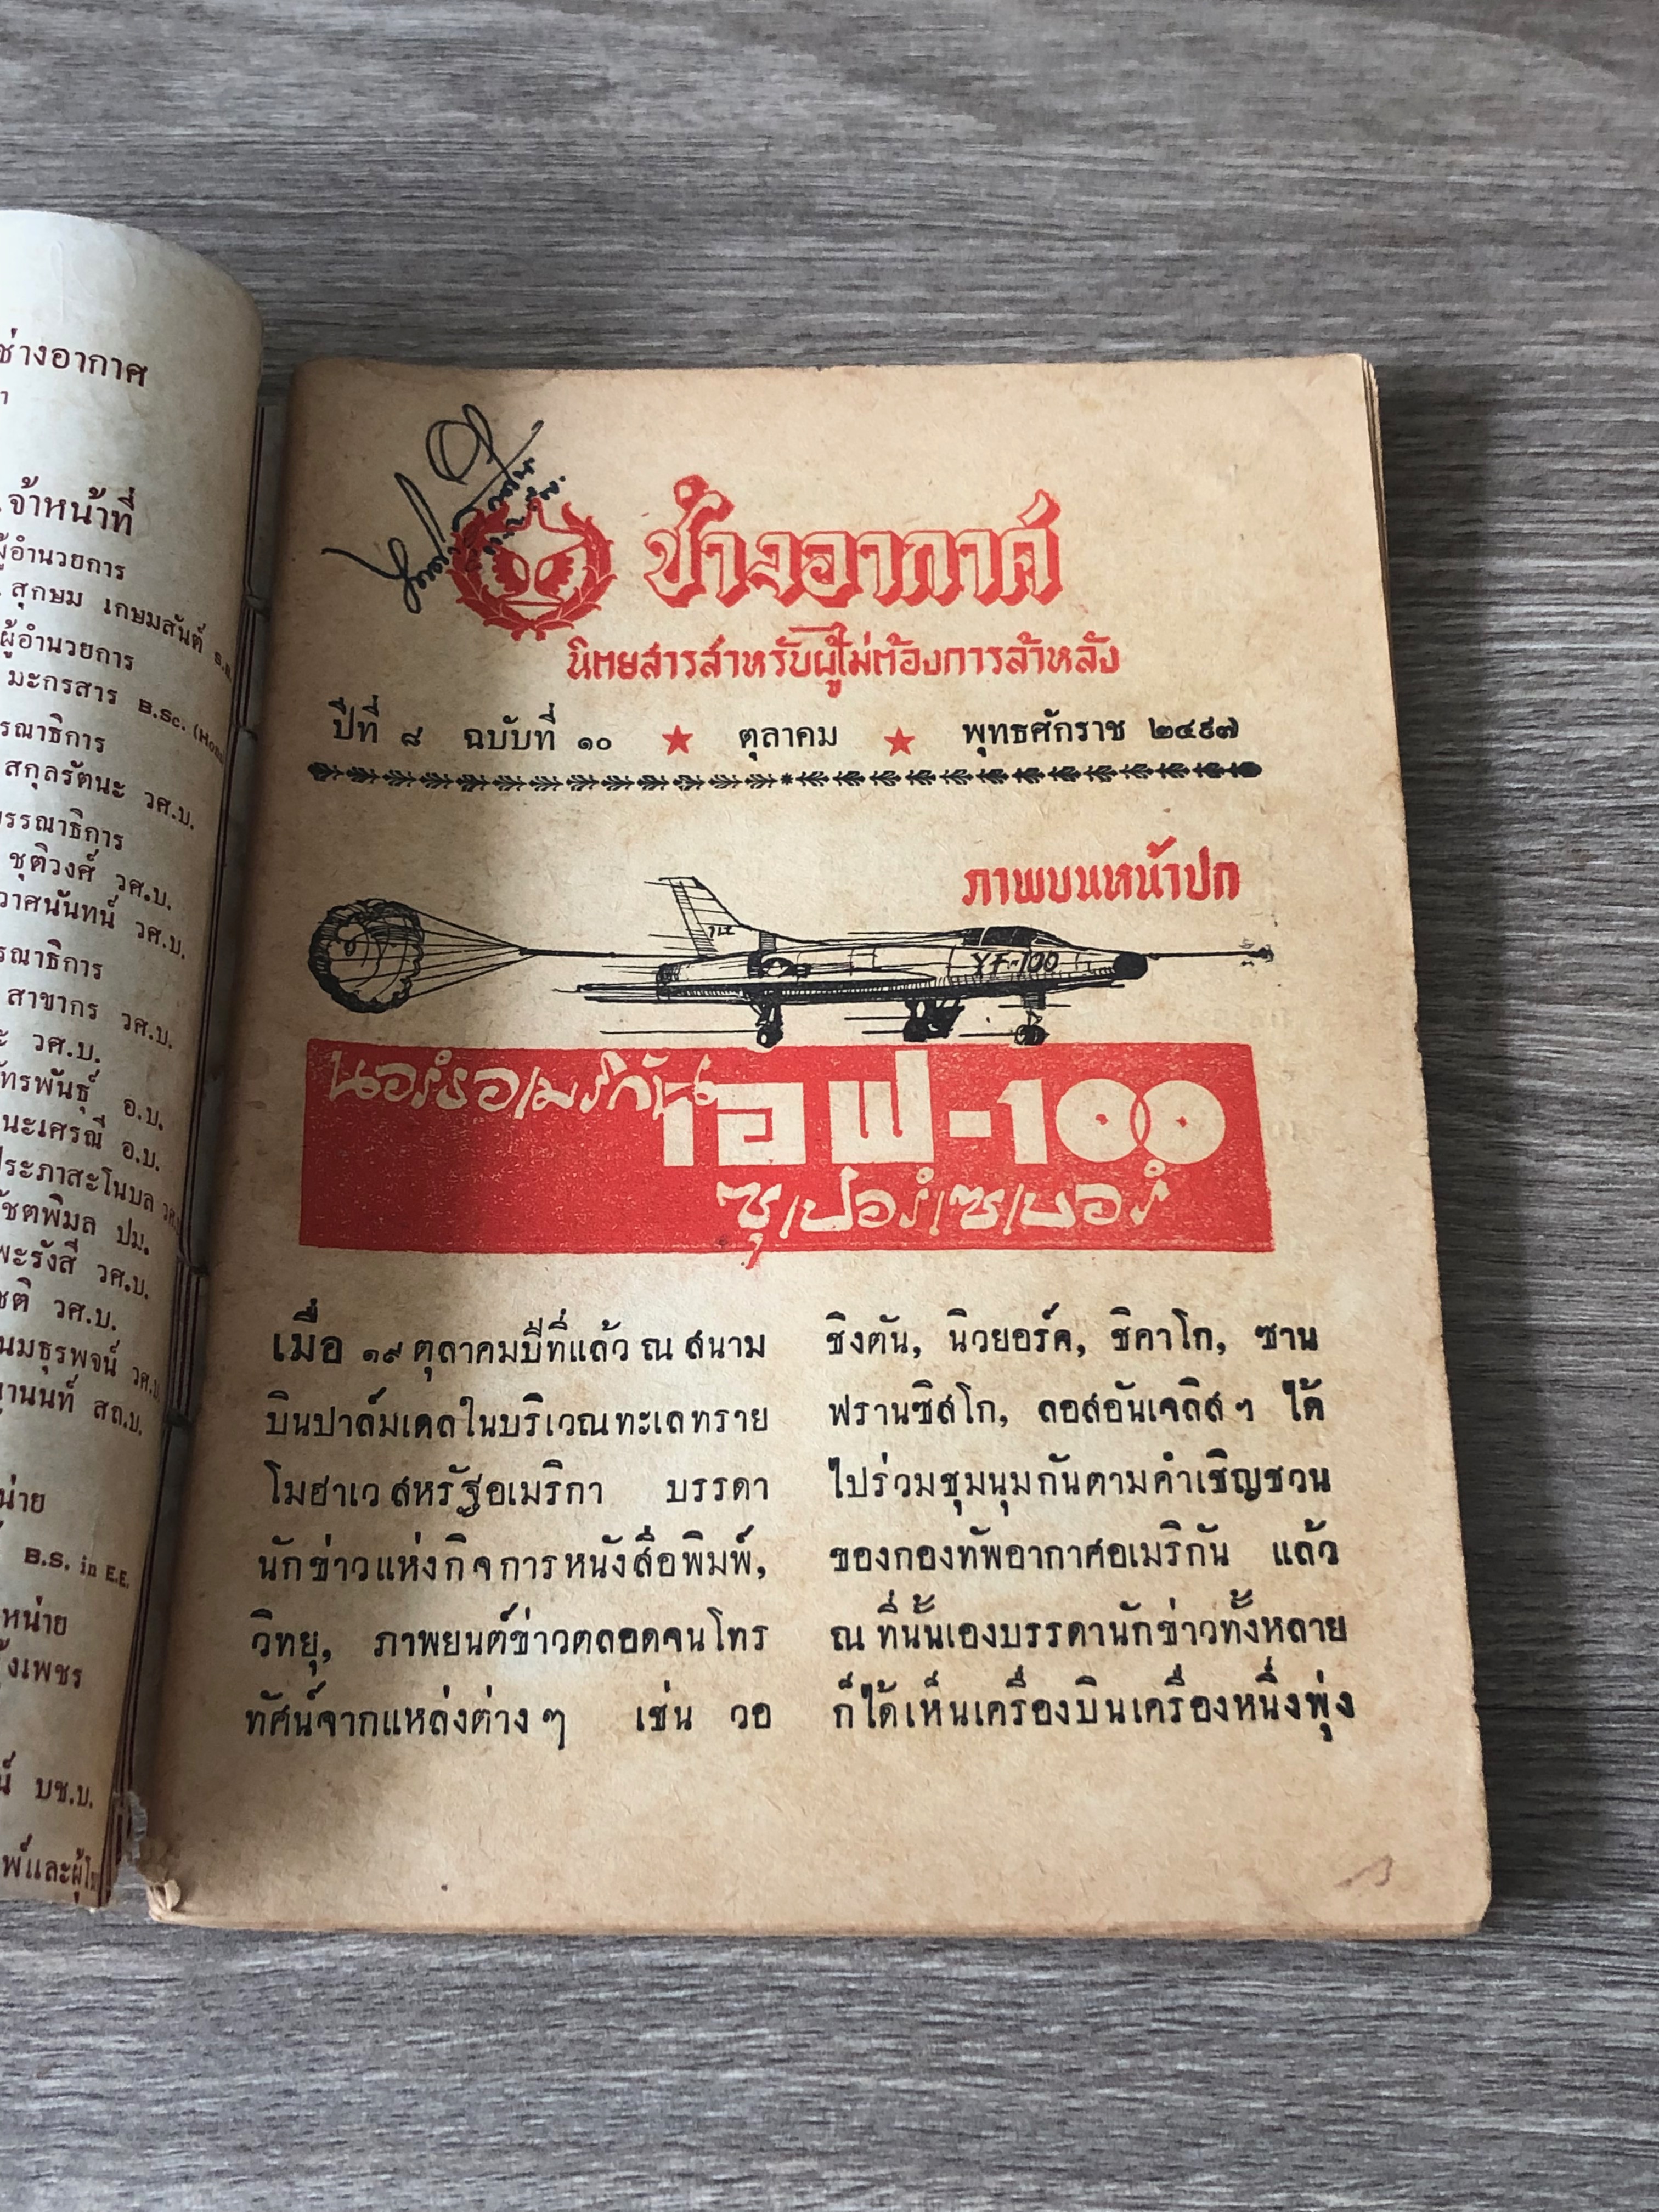 ช่างอากาศ
เจ้าหน้าที่
ผู้อำนวยการ
สุกษม เกษมสันต์
ผู้อำนวยการ
มะกรสาร B.Sc.
รณาธิการ
สกุลรัตนะ วศ.บ.
บรรณาธิการ
ชุติวงศ์ วศ.บ.
วาศนันทน์ วศ.บ.
รณาธิการ
สาขากร วศ.บ.
วศ.บ.
ัทรพันธุ์ อ.บ.
นะเศรณี อ.บ.
ประภาสะโนบล
ัชตพิมล ปม.
พะรังสี วศ.บ.
ชติ วศ.บ.
นมธุรพจน์ วศ.บ.
านนท์ สถ.บ.
น่าย
B.S. in E.E.
หน่าย
ั้งเพชร
บช.บ.
พ์และผู้โฆ
ช่างอากาศ
นิตยสารสำหรับผู้ไม่ต้องการล้าหลัง
ปีที่ ๘ ฉบับที่ ๑๐ ★ ตุลาคม ★ พุทธศักราช ๒๔๙๗
ภาพบนหน้าปก
YF-100
นอร์ธอเมริกัน
เอฟ-100
ซุเปอร์เซเบอร์
เมื่อ ๑๙ ตุลาคมปีที่แล้ว ณ สนาม
บินปาล์มเดลในบริเวณทะเลทราย
โมฮาเว สหรัฐอเมริกา บรรดา
นักข่าวแห่งกิจการหนังสือพิมพ์,
วิทยุ, ภาพยนต์ข่าวตลอดจนโทร
ทัศน์จากแหล่งต่าง ๆ เช่น วอ
ชิงตัน, นิวยอร์ค, ชิคาโก, ซาน
ฟรานซิสโก, ลอสอันเจลิส ๆ ได้
ไปร่วมชุมนุมกันตามคำเชิญชวน
ของกองทัพอากาศอเมริกัน แล้ว
ณ ที่นั้นเองบรรดานักข่าวทั้งหลาย
ก็ได้เห็นเครื่องบินเครื่องหนึ่งพุ่ง